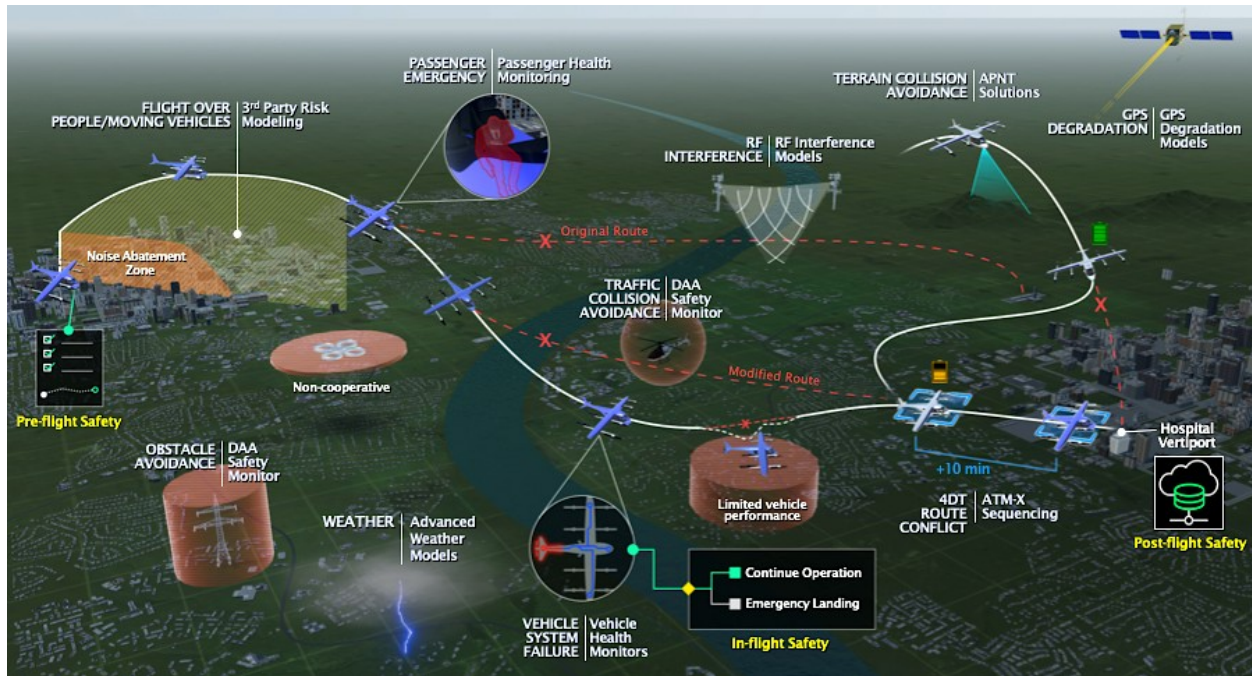 PASSENGER
EMERGENCY
Passenger Health
Monitoring
TERRAIN COLLISION
AVOIDANCE
APNT
Solutions
FLIGHT OVER
PEOPLE/MOVING VEHICLES
3rd Party Risk
Modeling
GPS
DEGRADATION
GPS
Degradation
Models
RF
INTERFERENCE
RF Interference
Models
X
Original Route
Noise Abatement
Zone
TRAFFIC
COLLISION
AVOIDANCE
DAA
Safety
Monitor
X
X
Modified Route
Non-cooperative
Pre-flight Safety
x
Hospital
Vertiport
OBSTACLE
AVOIDANCE
DAA
Safety
Monitor
+10 min
Limited vehicle
performance
4DT
ROUTE
CONFLICT
ATM-X
Sequencing
WEATHER
Advanced
Weather
Models
Post-flight Safety
Continue Operation
Emergency Landing
VEHICLE
SYSTEM
FAILURE
Vehicle
Health
Monitors
In-flight Safety